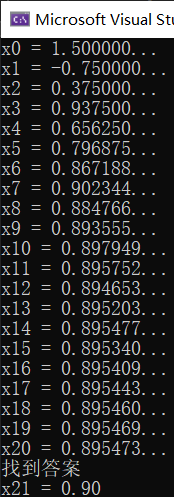 Microsoft Visual Stu
x0 = 1.500000...
x1 = -0.750000...
x2 = 0.375000...
x3 = 0.937500...
x4 = 0.656250...
x5 = 0.796875...
x6 = 0.867188...
x7 = 0.902344...
x8 = 0.884766...
x9 = 0.893555...
x10 = 0.897949...
x11 = 0.895752...
x12 = 0.894653...
x13 = 0.895203...
x14 = 0.895477...
x15 = 0.895340...
x16 = 0.895409...
x17 = 0.895443...
x18 = 0.895460...
x19 = 0.895469...
x20 = 0.895473...
找到答案
x21 = 0.90